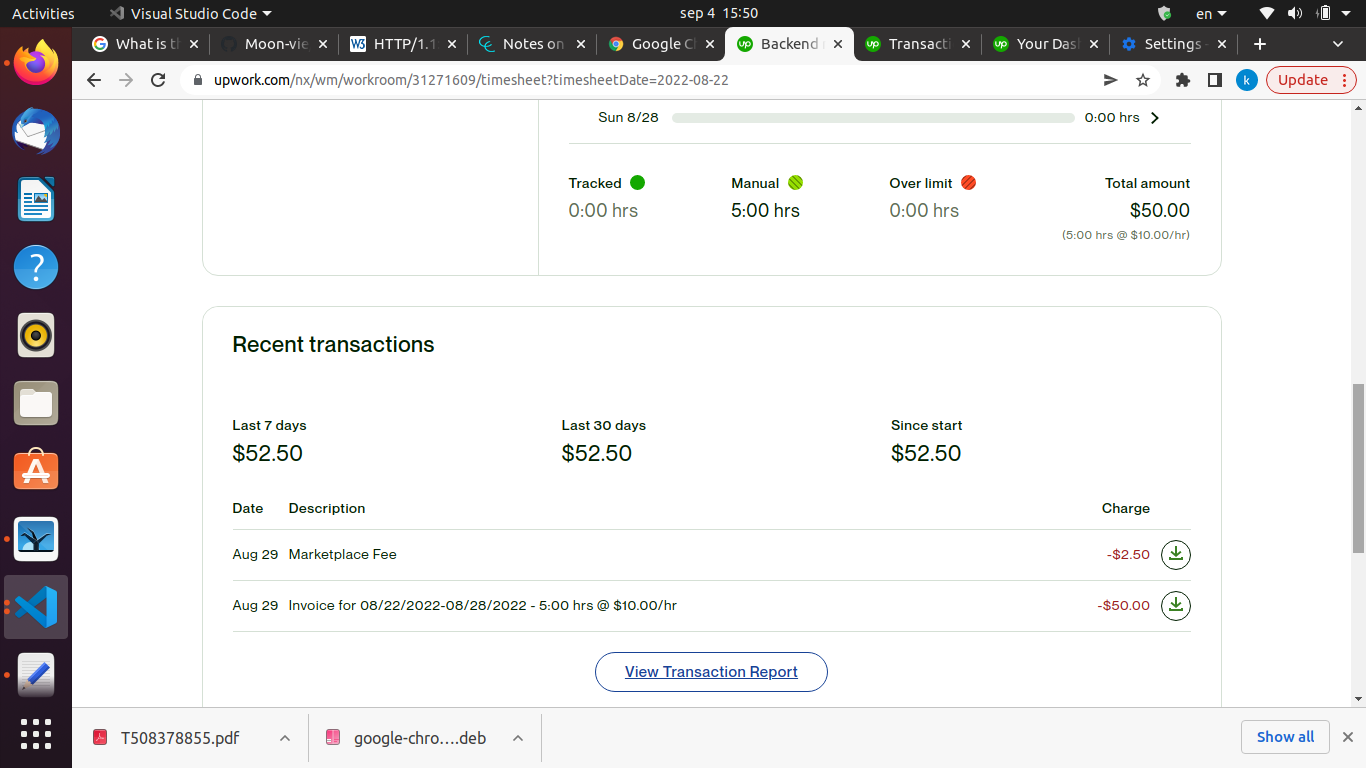 Activities Visual Studio Code sep 4 15:50 en
What is t Moon-vie W3 HTTP/1.1 Notes on Google C up Backend up Transacti up Your Das Settings -
upwork.com/nx/wm/workroom/31271609/timesheet?timesheetDate=2022-08-22 k Update
Sun 8/28 0:00 hrs
Tracked Manual Over limit Total amount
0:00 hrs 5:00 hrs 0:00 hrs $50.00
(5:00 hrs @ $10.00/hr)
Recent transactions
Last 7 days Last 30 days Since start
$52.50 $52.50 $52.50
Date Description Charge
Aug 29 Marketplace Fee -$2.50
Aug 29 Invoice for 08/22/2022-08/28/2022 - 5:00 hrs @ $10.00/hr -$50.00
View Transaction Report
T508378855.pdf google-chro....deb Show all